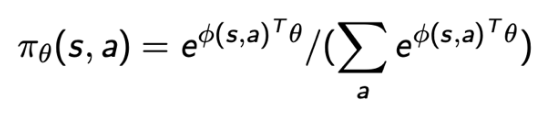 π_θ(s, a) = e^{ϕ(s,a)^T θ} / (∑_a e^{ϕ(s,a)^T θ})